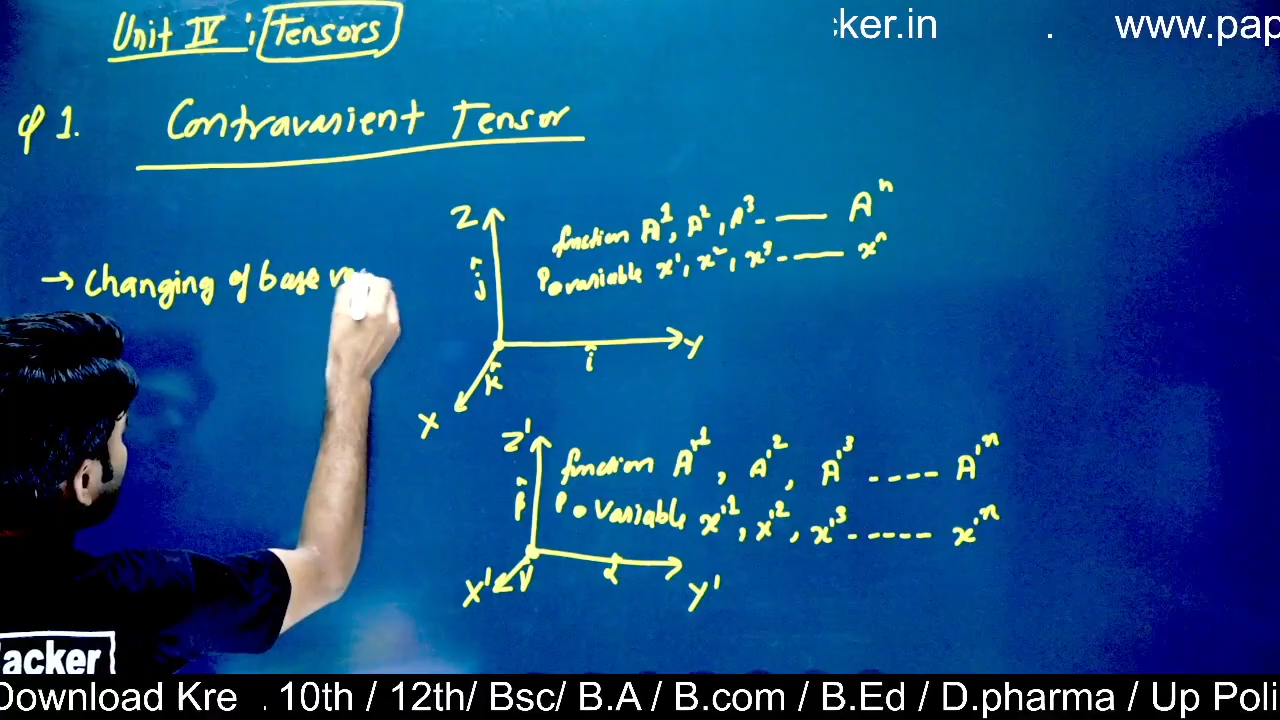 :ker.in . www.pap
Unit IV : Tensors
Q 1. Contravarient Tensor
Z
function A¹, A², A³- — Aⁿ
P • variable x¹, x², x³- — xⁿ
ĵ
→ Changing of base
Y
î
k̂
X
Z'
function A'¹, A'², A'³ ---- A'ⁿ
β̂
P • Variable x'¹, x'², x'³ ----- x'ⁿ
X'
γ
α
Y'
acker
Download Kre . 10th / 12th/ Bsc/ B.A / B.com / B.Ed / D.pharma / Up Poli